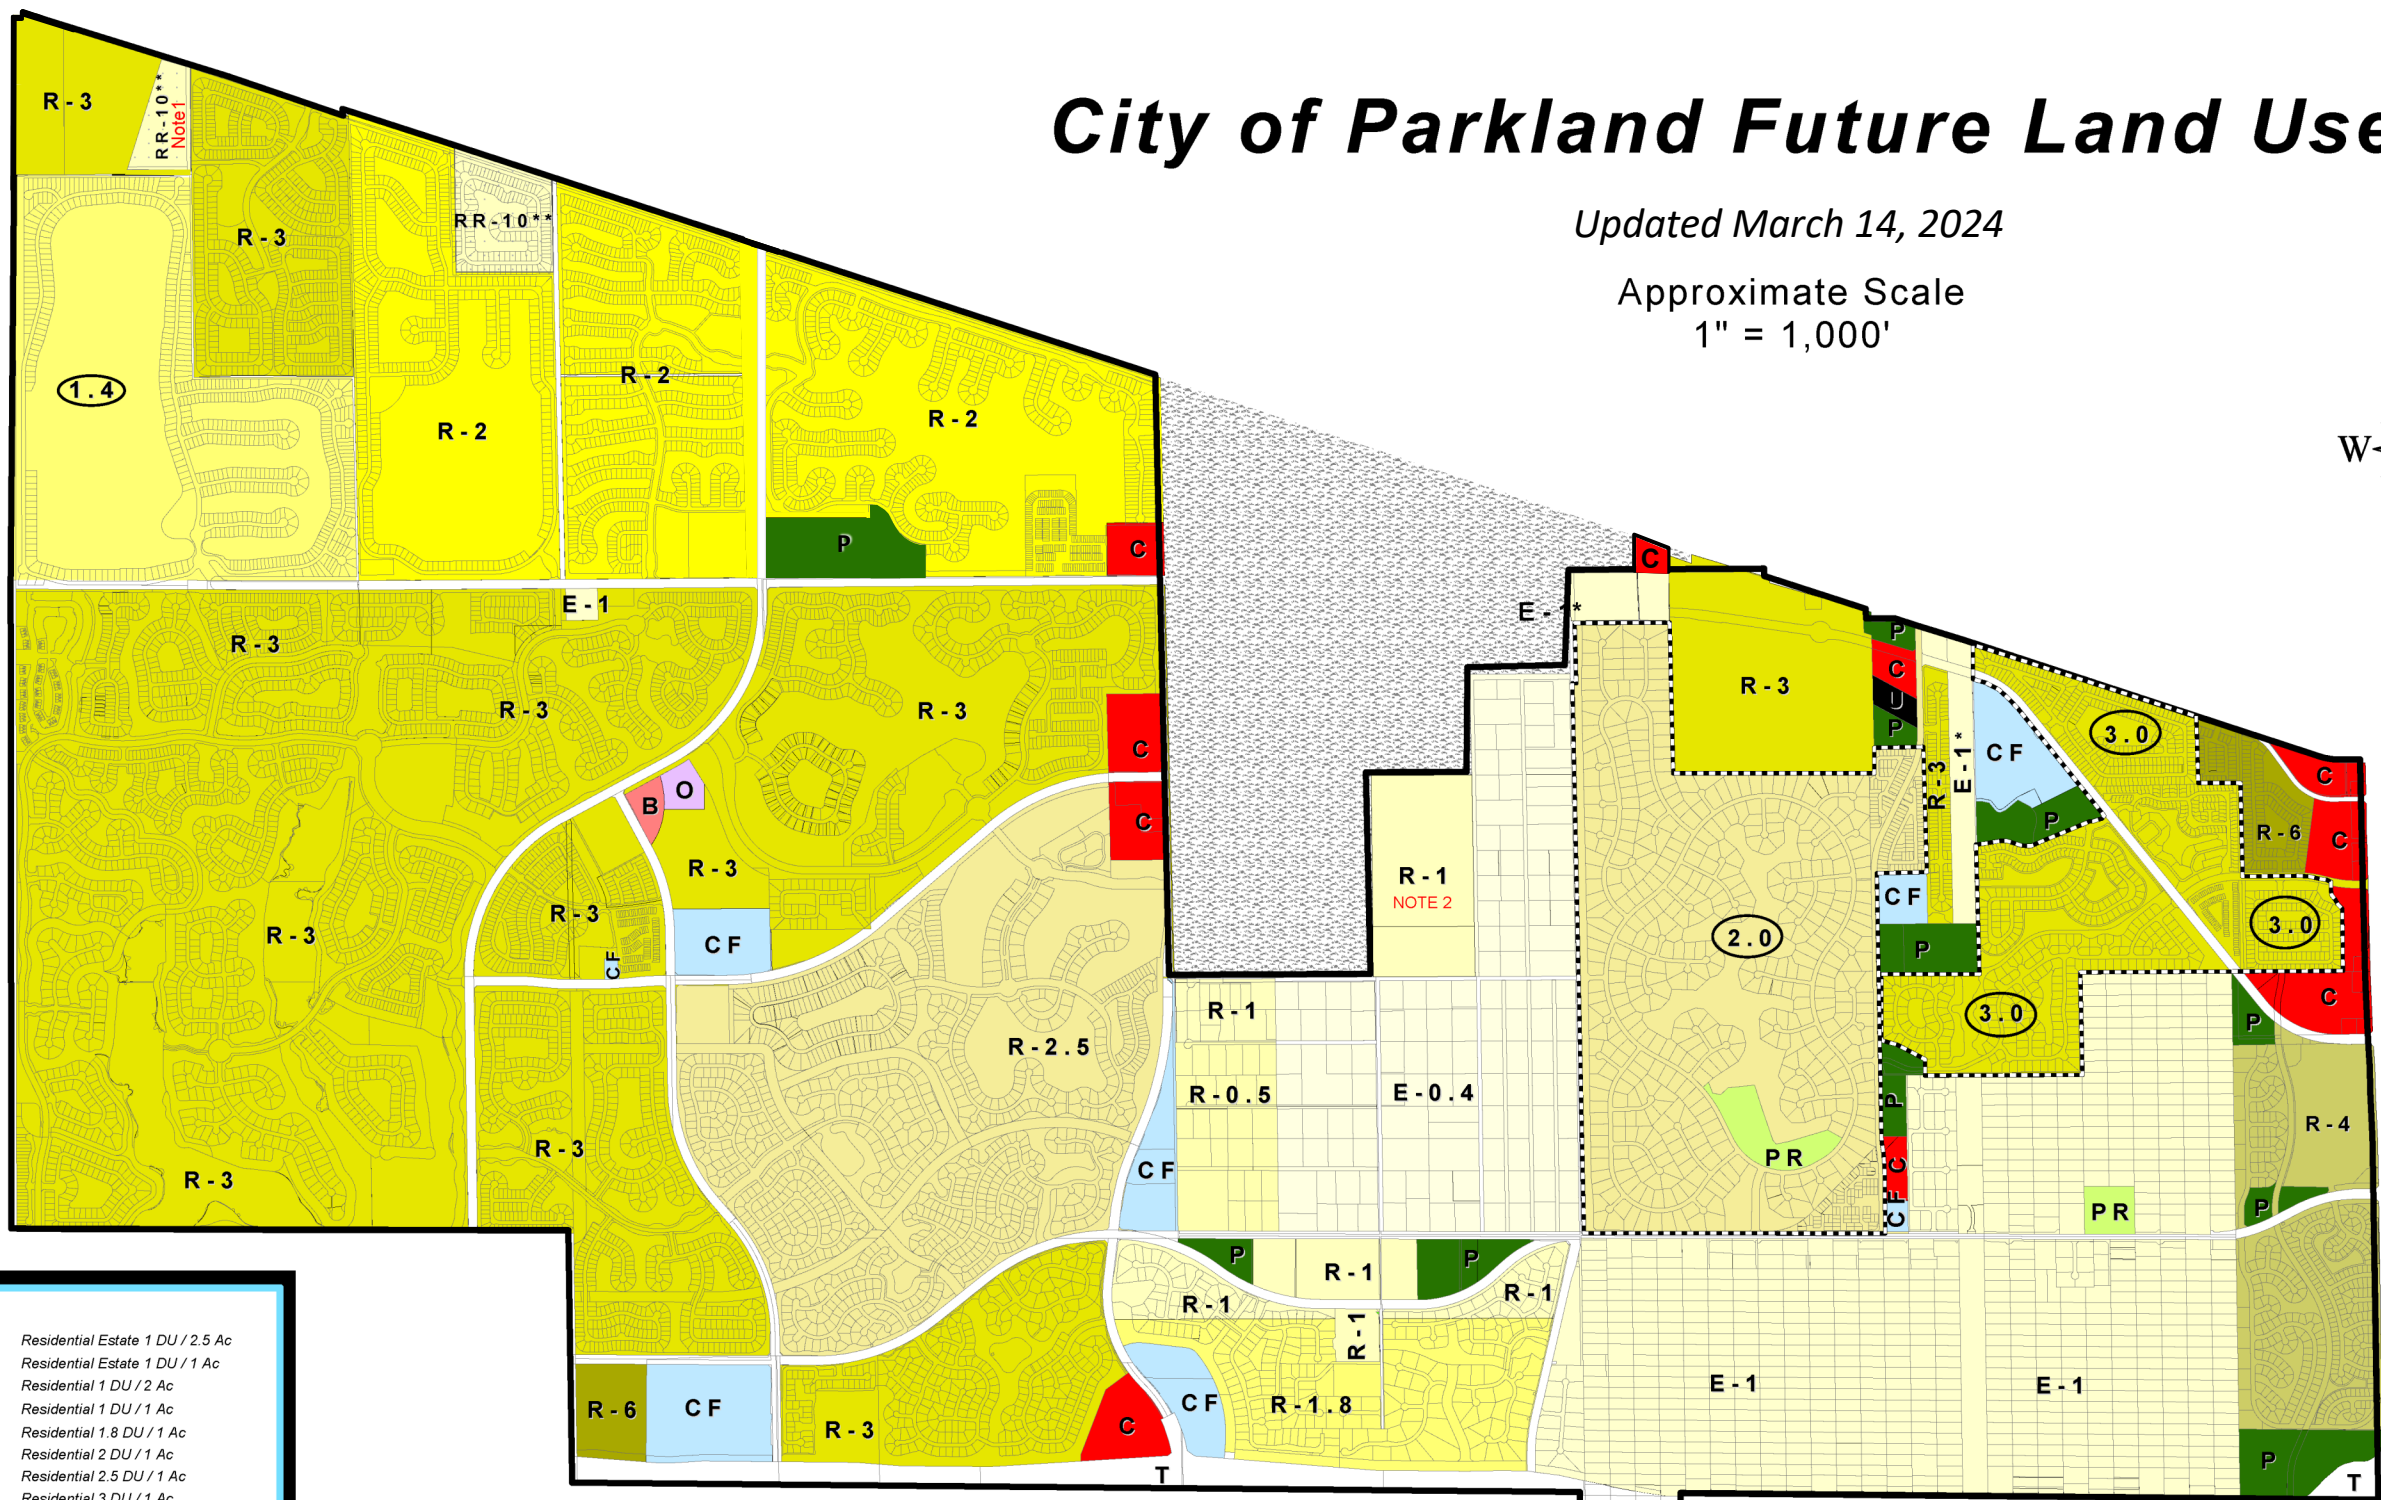 City of Parkland Future Land Use
Updated March 14, 2024
Approximate Scale
1" = 1,000'
W
R-3
RR-10**
Note1
R-3
RR-10**
1.4
R-2
R-2
R-2
P
C
C
E-1*
E-1
R-3
R-3
R-3
C
C
B
O
R-3
R-3
CF
CF
R-3
R-3
R-3
R-2.5
R-3
P
C
U
P
R-3
E-1*
CF
P
3.0
C
R-6
C
3.0
C
R-1
NOTE 2
2.0
CF
P
3.0
P
R-1
R-0.5
E-0.4
CF
PR
P
C
CF
PR
R-4
P
P
R-1
P
R-1
R-1
R-1
R-1.8
CF
E-1
E-1
R-6
CF
R-3
C
T
P
T
Residential Estate 1 DU / 2.5 Ac
Residential Estate 1 DU / 1 Ac
Residential 1 DU / 2 Ac
Residential 1 DU / 1 Ac
Residential 1.8 DU / 1 Ac
Residential 2 DU / 1 Ac
Residential 2.5 DU / 1 Ac
Residential 3 DU / 1 Ac